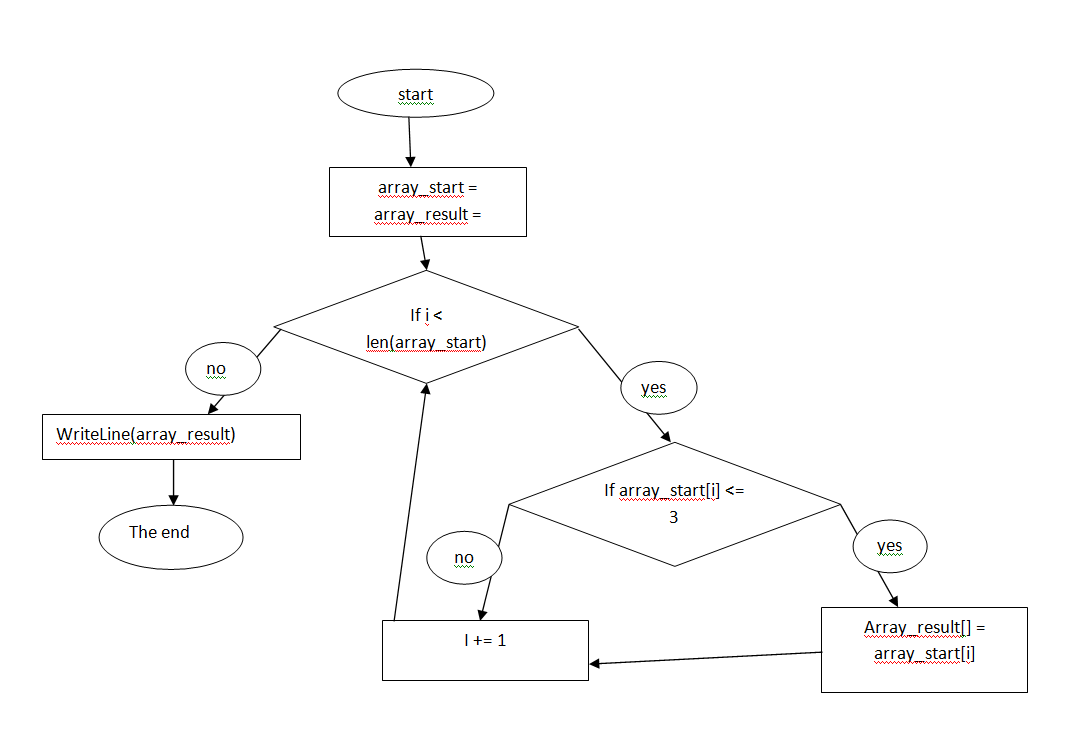 start
array_start =
array_result =
If i <
len(array_start)
no
yes
WriteLine(array_result)
If array_start[i] <=
3
The end
no
yes
I += 1
Array_result[] =
array_start[i]